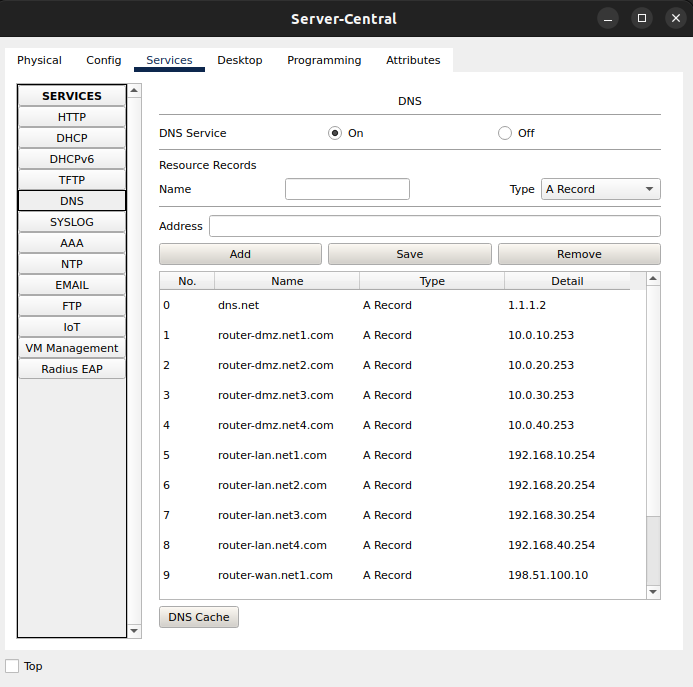 Server-Central
Physical Config Services Desktop Programming Attributes
SERVICES
HTTP
DHCP
DHCPv6
TFTP
DNS
SYSLOG
AAA
NTP
EMAIL
FTP
IoT
VM Management
Radius EAP
DNS
DNS Service On Off
Resource Records
Name Type A Record
Address
Add Save Remove
No. Name Type Detail
0 dns.net A Record 1.1.1.2
1 router-dmz.net1.com A Record 10.0.10.253
2 router-dmz.net2.com A Record 10.0.20.253
3 router-dmz.net3.com A Record 10.0.30.253
4 router-dmz.net4.com A Record 10.0.40.253
5 router-lan.net1.com A Record 192.168.10.254
6 router-lan.net2.com A Record 192.168.20.254
7 router-lan.net3.com A Record 192.168.30.254
8 router-lan.net4.com A Record 192.168.40.254
9 router-wan.net1.com A Record 198.51.100.10
DNS Cache
Top